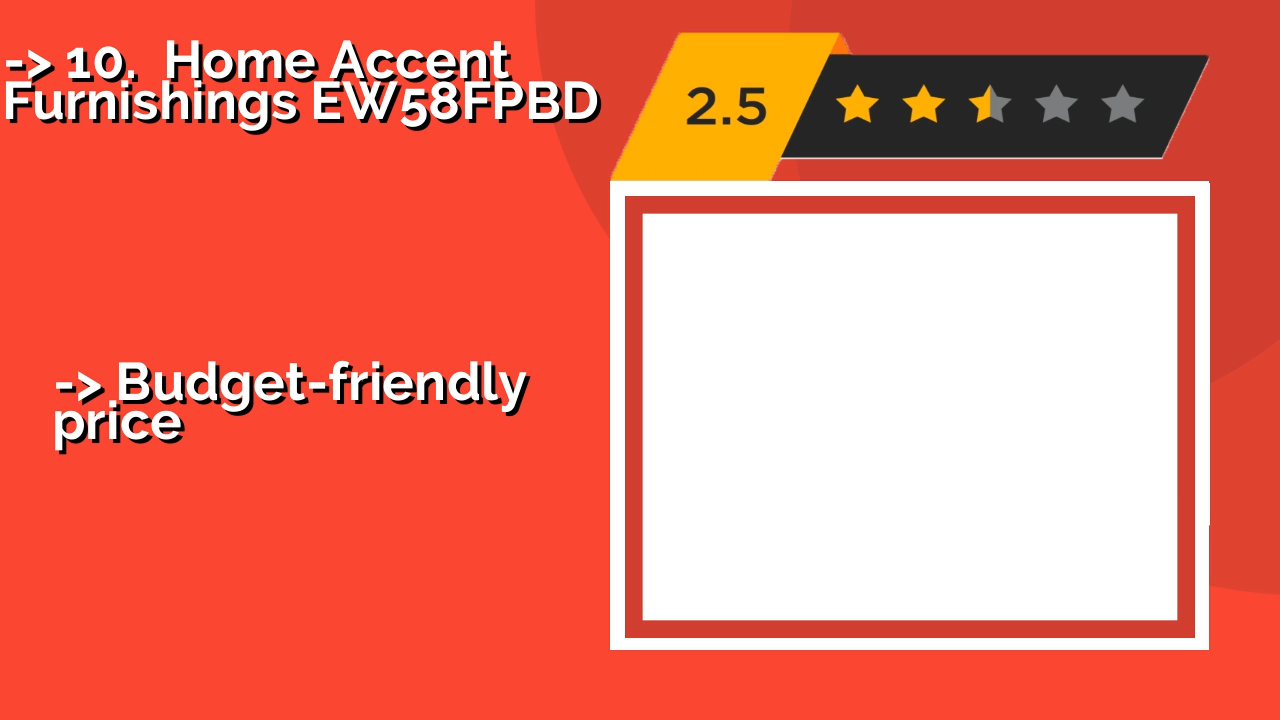 -> 10.  Home Accent
Furnishings EW58FPBD
2.5
-> Budget-friendly
price